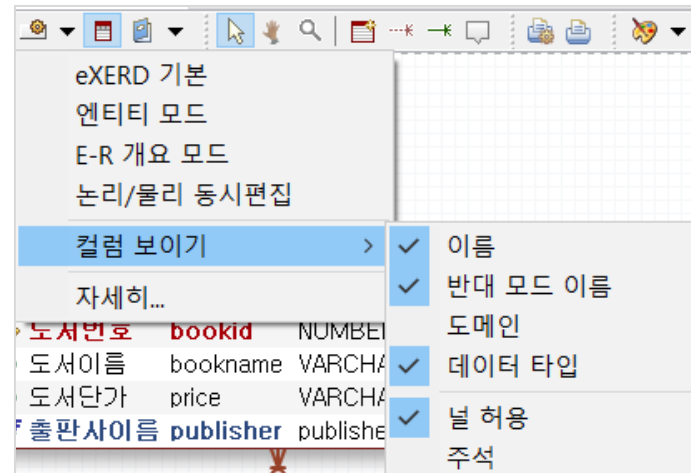 eXERD 기본
엔티티 모드
E-R 개요 모드
논리/물리 동시편집
컬럼 보이기
이름
반대 모드 이름
도메인
데이터 타입
널 허용
주석
자세히...
도서번호 bookid
도서이름 bookname
도서단가 price
출판사이름 publisher